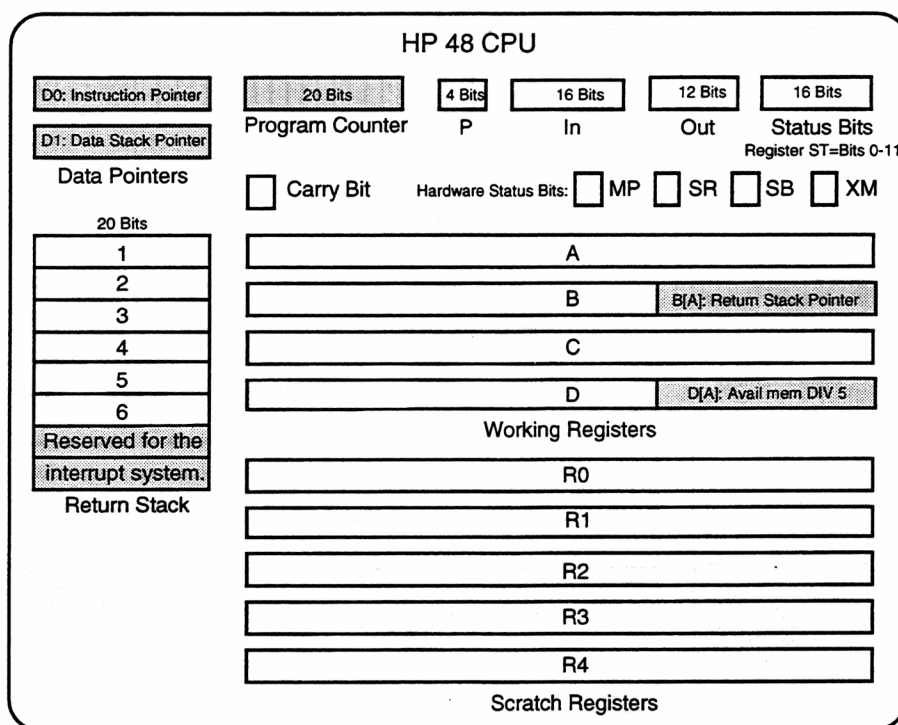 HP 48 CPU
D0: Instruction Pointer
D1: Data Stack Pointer
Data Pointers
20 Bits
Program Counter
4 Bits
P
16 Bits
In
12 Bits
Out
16 Bits
Status Bits
Register ST=Bits 0-11
Carry Bit
Hardware Status Bits:
MP
SR
SB
XM
20 Bits
1
2
3
4
5
6
Reserved for the
interrupt system.
Return Stack
A
B
B[A]: Return Stack Pointer
C
D
D[A]: Avail mem DIV 5
Working Registers
R0
R1
R2
R3
R4
Scratch Registers